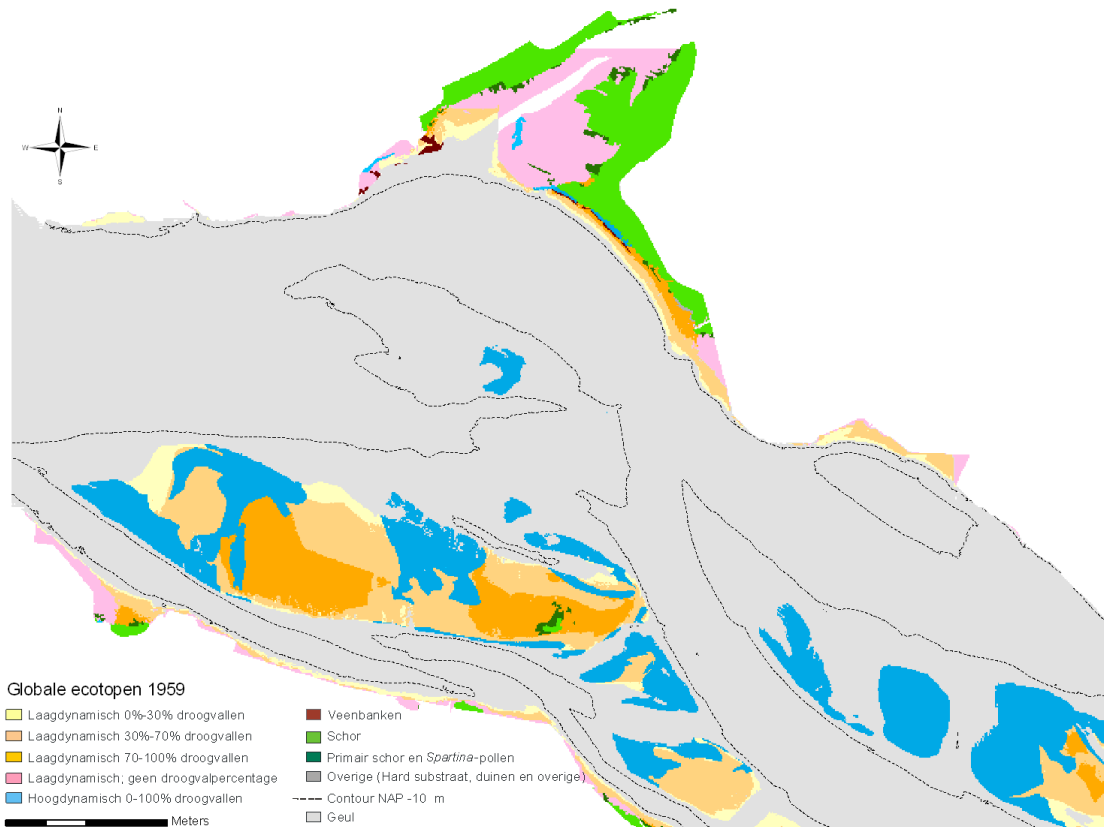 N
W E
S
Globale ecotopen 1959
Laagdynamisch 0%-30% droogvallen
Laagdynamisch 30%-70% droogvallen
Laagdynamisch 70-100% droogvallen
Laagdynamisch; geen droogvalpercentage
Hoogdynamisch 0-100% droogvallen
Meters
Veenbanken
Schor
Primair schor en Spartina-pollen
Overige (Hard substraat, duinen en overige)
Contour NAP -10 m
Geul